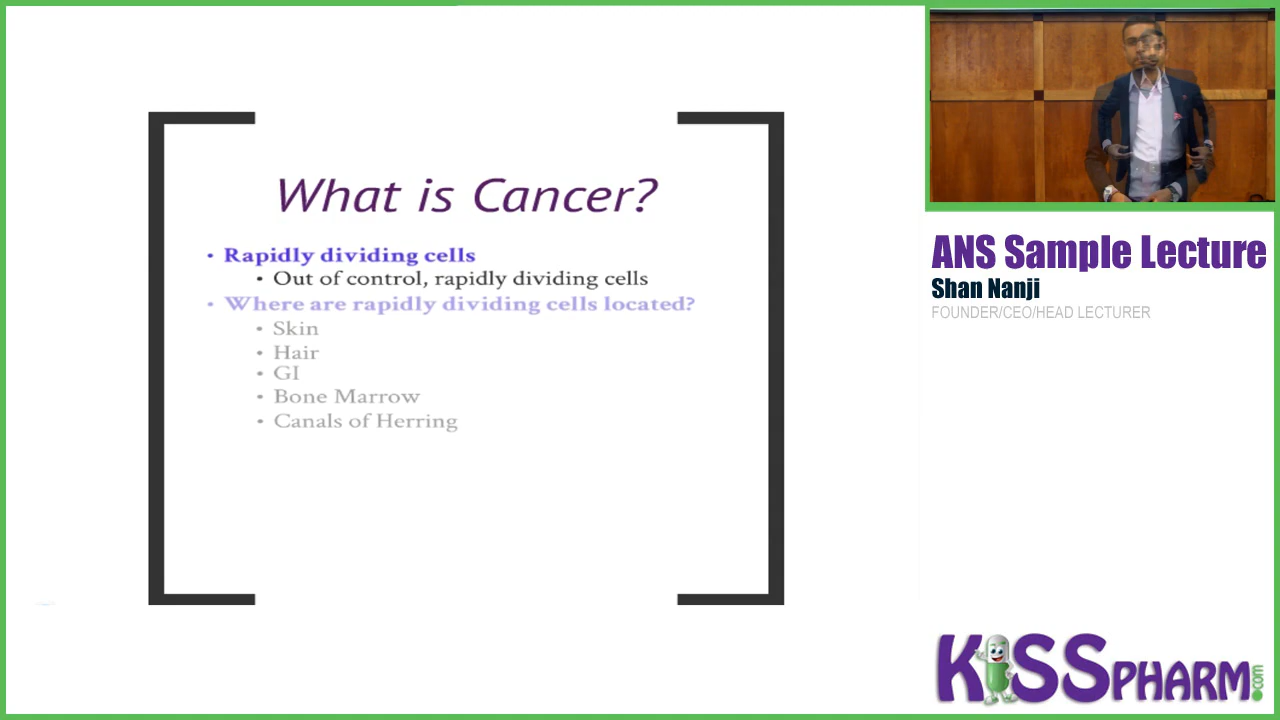 What is Cancer?
• Rapidly dividing cells
• Out of control, rapidly dividing cells
• Where are rapidly dividing cells located?
• Skin
• Hair
• GI
• Bone Marrow
• Canals of Herring
ANS Sample Lecture
Shan Nanji
FOUNDER/CEO/HEAD LECTURER
KiSSPHARM.com